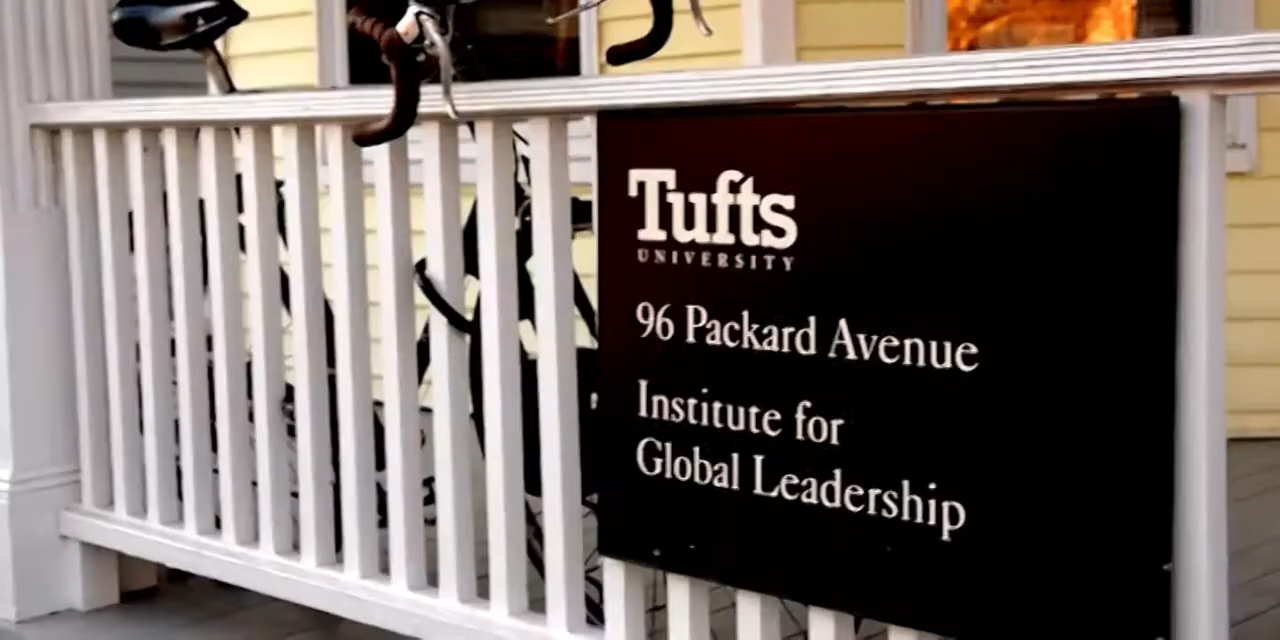 Tufts
UNIVERSITY
96 Packard Avenue
Institute for
Global Leadership